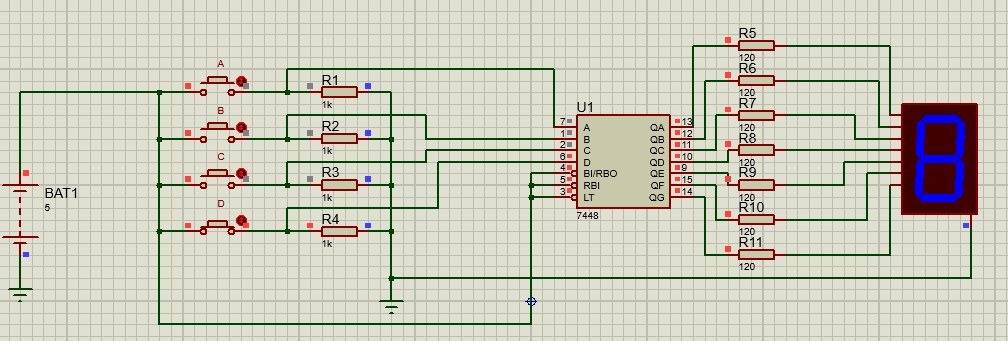 A
B
C
D
BAT1
5
R1
1k
R2
1k
R3
1k
R4
1k
U1
7 A QA 13
1 B QB 12
2 C QC 11
6 D QD 10
4 BI/RBO QE 9
5 RBI QF 15
3 LT QG 14
7448
R5
120
R6
120
R7
120
R8
120
R9
120
R10
120
R11
120